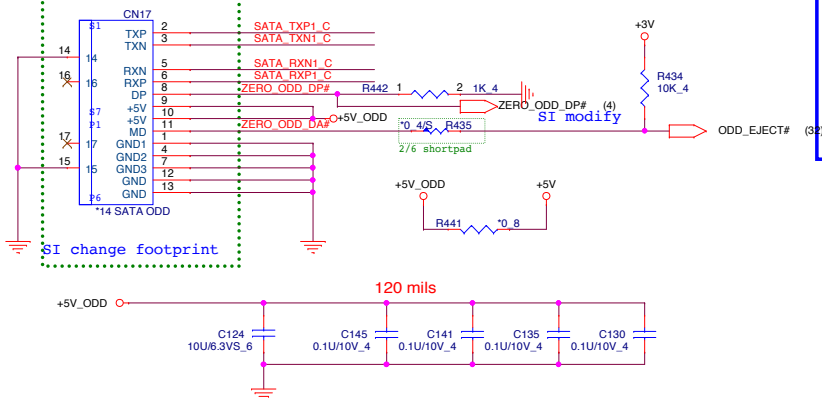 CN17
S1
TXP 2 SATA_TXP1_C
TXN 3 SATA_TXN1_C
14 14
RXN 5 SATA_RXN1_C
16 16 RXP 6 SATA_RXP1_C
DP 8 ZERO_ODD_DP# R442 1 2 1K_4
+5V 9 ZERO_ODD_DP# (4)
S7 +5V 10 +5V_ODD SI modify
P1 MD 11 ZERO_ODD_DA# *0_4/S R435
ODD_EJECT# (32)
+3V
R434
10K_4
2/6 shortpad
17 17 GND1 1
GND2 4
15 15 GND3 7
GND 12
P6 GND 13
*14 SATA ODD
SI change footprint
+5V_ODD +5V
R441 *0_8
120 mils
+5V_ODD
C124
10U/6.3VS_6
C145
0.1U/10V_4
C141
0.1U/10V_4
C135
0.1U/10V_4
C130
0.1U/10V_4